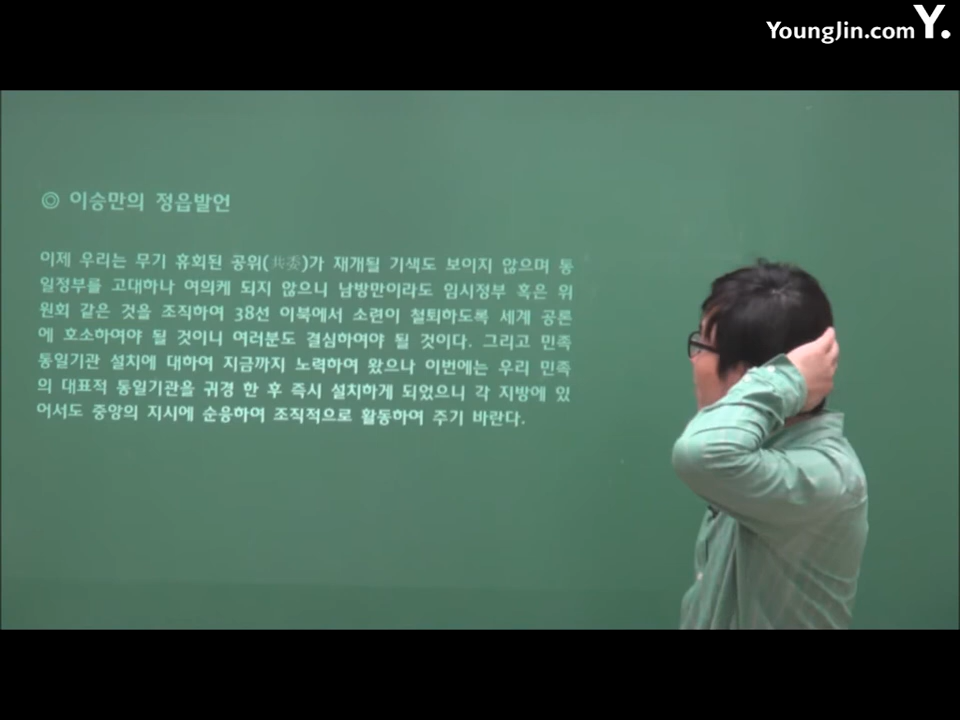 YoungJin.com Y.
◎ 이승만의 정읍발언
이제 우리는 무기 휴회된 공위(共委)가 재개될 기색도 보이지 않으며 통
일정부를 고대하나 여의케 되지 않으니 남방만이라도 임시정부 혹은 위
원회 같은 것을 조직하여 38선 이북에서 소련이 철퇴하도록 세계 공론
에 호소하여야 될 것이니 여러분도 결심하여야 될 것이다. 그리고 민족
통일기관 설치에 대하여 지금까지 노력하여 왔으나 이번에는 우리 민족
의 대표적 통일기관을 귀경 한 후 즉시 설치하게 되었으니 각 지방에 있
어서도 중앙의 지시에 순응하여 조직적으로 활동하여 주기 바란다.